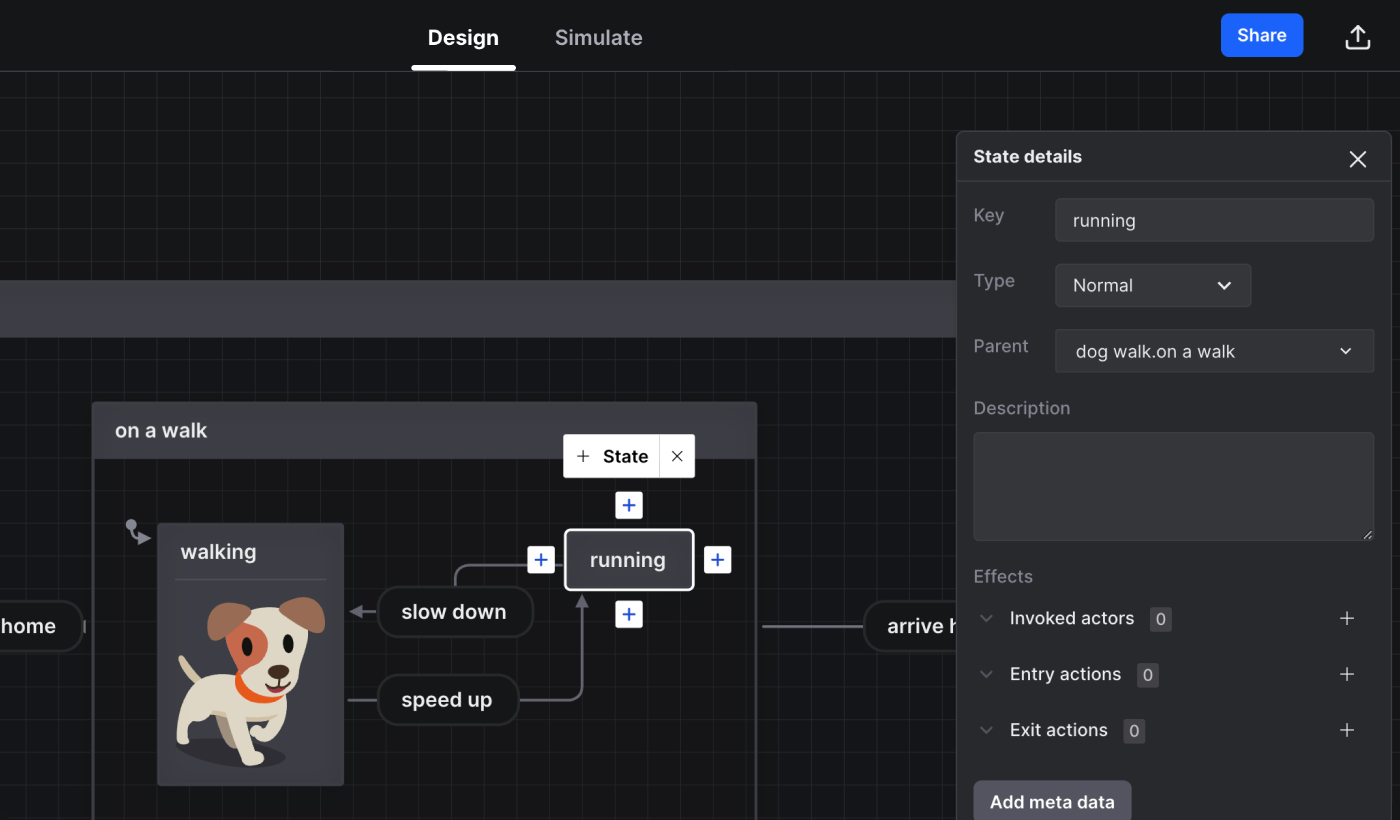 Design
Simulate
Share
State details
Key
running
Type
Normal
Parent
dog walk.on a walk
Description
Effects
Invoked actors 0
Entry actions 0
Exit actions 0
Add meta data
on a walk
State
walking
running
slow down
speed up
home
arrive